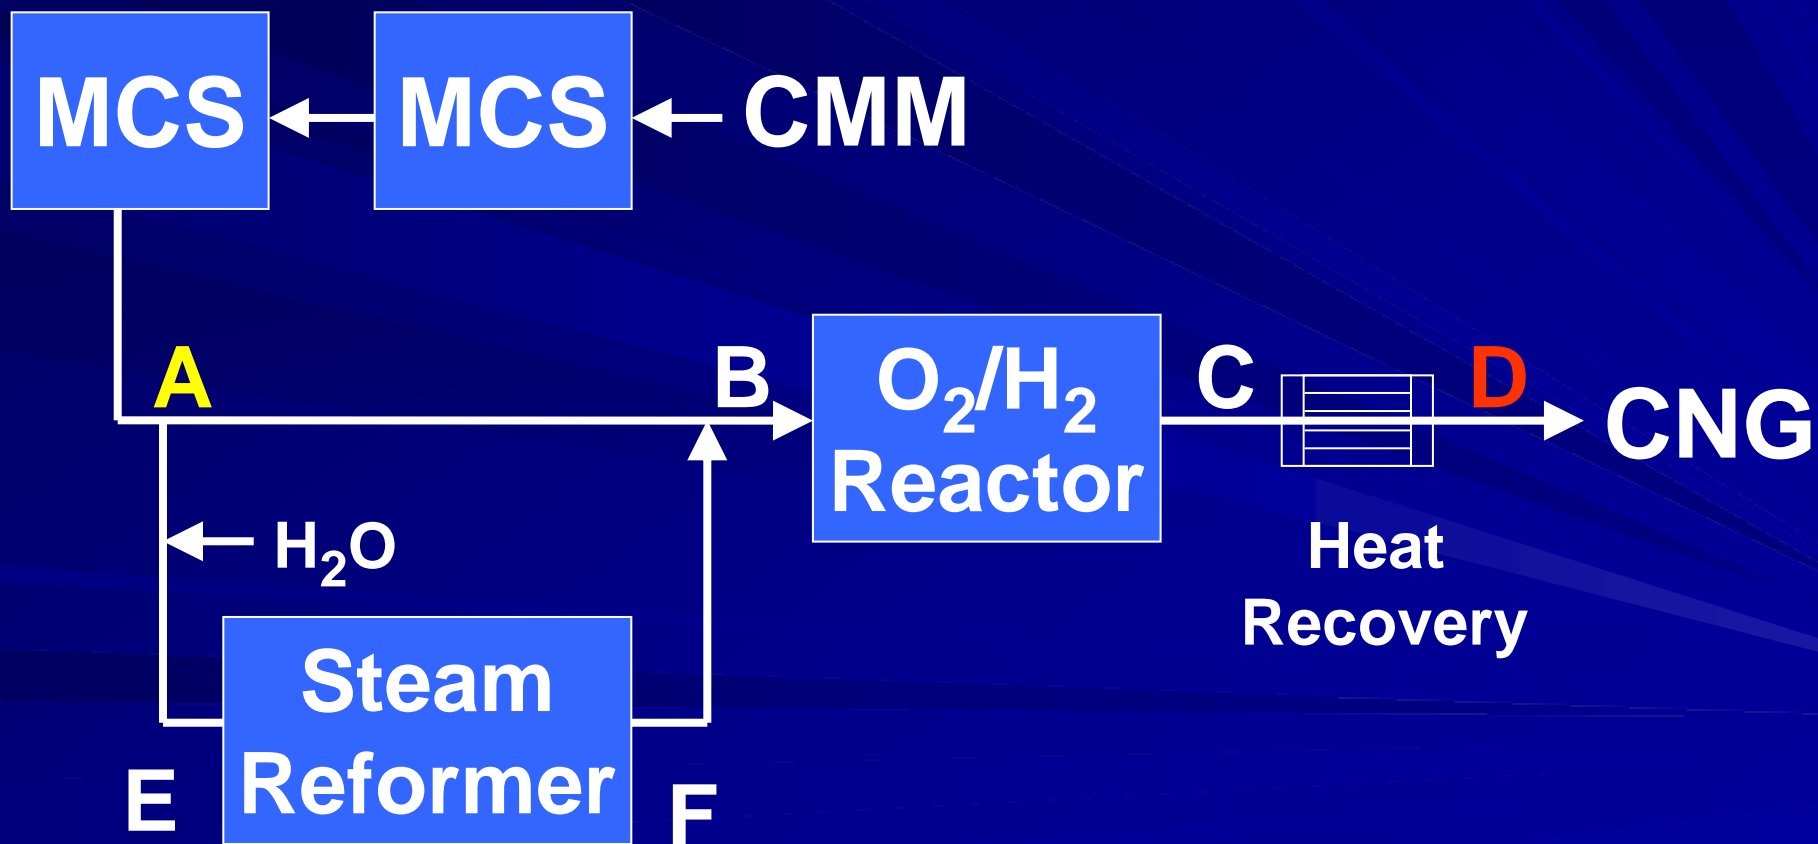 MCS
MCS
CMM
A
B
O₂/H₂
Reactor
C
D
CNG
H₂O
Heat
Recovery
Steam
Reformer
E
F